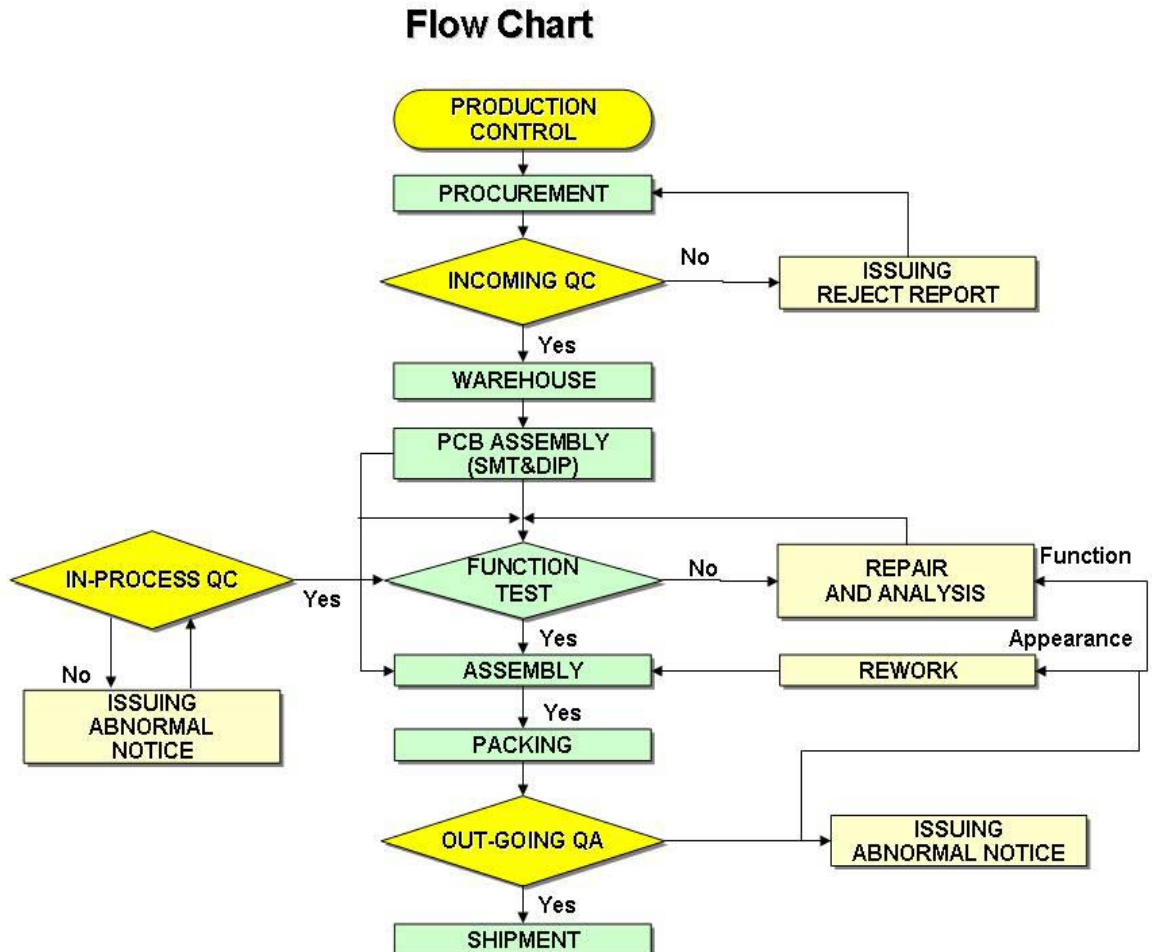 Flow Chart
PRODUCTION
CONTROL
PROCUREMENT
INCOMING QC
No
ISSUING
REJECT REPORT
Yes
WAREHOUSE
PCB ASSEMBLY
(SMT&DIP)
IN-PROCESS QC
Yes
FUNCTION
TEST
No
REPAIR
AND ANALYSIS
Function
Yes
Appearance
No
ISSUING
ABNORMAL
NOTICE
ASSEMBLY
REWORK
Yes
PACKING
OUT-GOING QA
ISSUING
ABNORMAL NOTICE
Yes
SHIPMENT